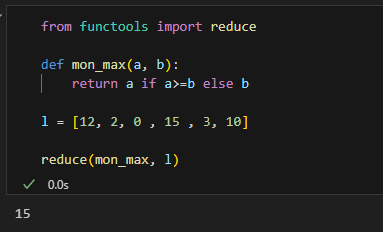 from functools import reduce
def mon_max(a, b):
    return a if a>=b else b
l = [12, 2, 0 , 15 , 3, 10]
reduce(mon_max, l)
0.0s
15